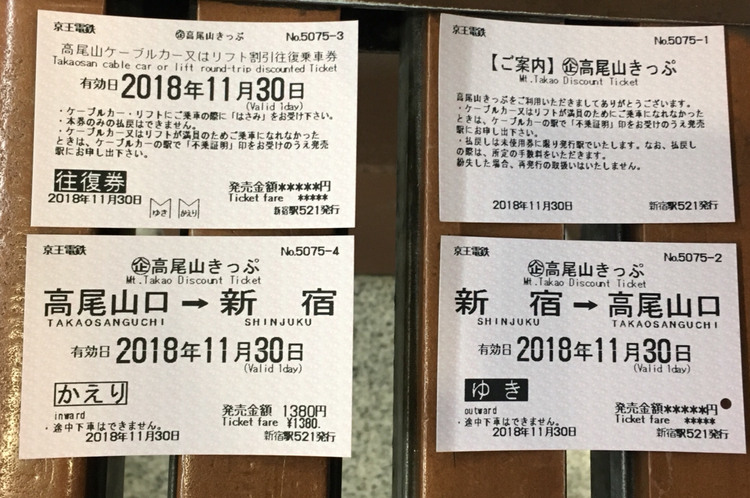 京王電鉄 ㊭高尾山きっぷ No.5075-3
高尾山ケーブルカー又はリフト割引往復乗車券
Takaosan cable car or lift round-trip discounted Ticket
有効日 2018年11月30日
(Valid 1day)
・ケーブルカー・リフトにご乗車の際に「はさみ」をお受け下さい。
・本券のみの払戻はできません。
・ケーブルカー又はリフトが満員のためご乗車になれなかった
ときは、ケーブルカーの駅で「不乗証明」印をお受けのうえ発売
駅にお申し出下さい。
往復券
発売金額*****円
Ticket fare *****
2018年11月30日 ゆき かえり 新宿駅521発行
京王電鉄 No.5075-1
【ご案内】㊭高尾山きっぷ
Mt.Takao Discount Ticket
高尾山きっぷをご利用いただきましてありがとうございます。
・ケーブルカー又はリフトが満員のためご乗車になれなかった
ときは、ケーブルカーの駅で「不乗証明」印をお受けのうえ発売
駅にお申し出下さい。
・払戻しは未使用券に限り発行駅でいたします。なお、払戻し
の際は、所定の手数料をいただきます。
紛失した場合、再発行の取扱いはいたしません。
2018年11月30日 新宿駅521発行
京王電鉄 No.5075-4
㊭高尾山きっぷ
Mt.Takao Discount Ticket
高尾山口 → 新宿
TAKAOSANGUCHI SHINJUKU
有効日 2018年11月30日
(Valid 1day)
かえり
inward
発売金額 1380円
Ticket fare ¥1380.
・途中下車はできません。
2018年11月30日 新宿駅521発行
京王電鉄 No.5075-2
㊭高尾山きっぷ
Mt.Takao Discount Ticket
新宿 → 高尾山口
SHINJUKU TAKAOSANGUCHI
有効日 2018年11月30日
(Valid 1day)
ゆき
outward
発売金額*****円
Ticket fare *****
・途中下車はできません。
2018年11月30日 新宿駅521発行